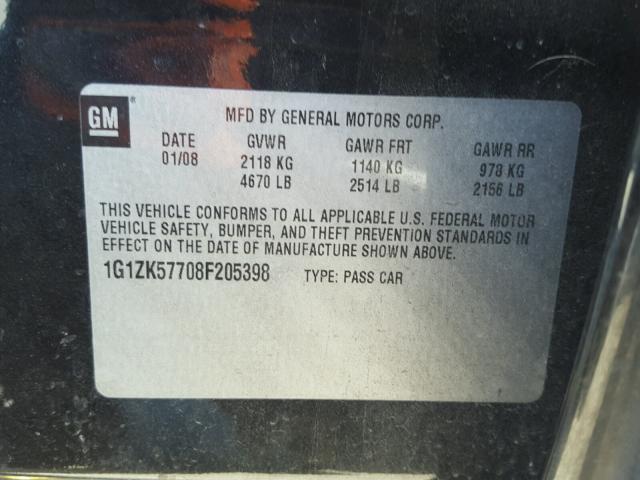 GM ®
MFD BY GENERAL MOTORS CORP.
DATE GVWR GAWR FRT GAWR RR
01/08 2118 KG 1140 KG 978 KG
4670 LB 2514 LB 2156 LB
THIS VEHICLE CONFORMS TO ALL APPLICABLE U.S. FEDERAL MOTOR
VEHICLE SAFETY, BUMPER, AND THEFT PREVENTION STANDARDS IN
EFFECT ON THE DATE OF MANUFACTURE SHOWN ABOVE.
1G1ZK57708F205398 TYPE: PASS CAR